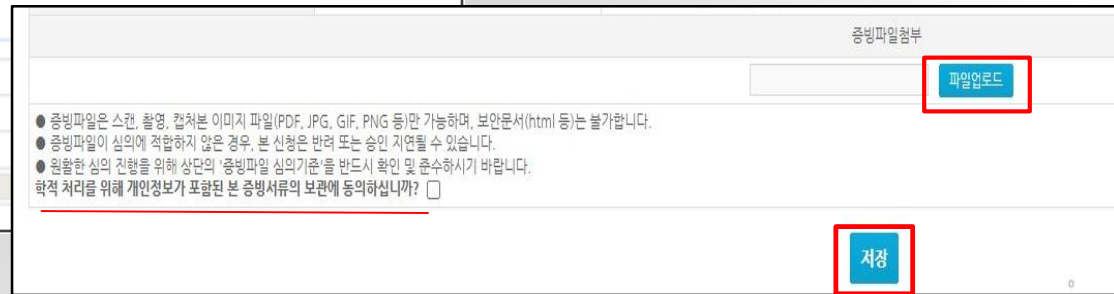 증빙파일첨부
파일업로드
● 증빙파일은 스캔, 촬영, 캡처본 이미지 파일(PDF, JPG, GIF, PNG 등)만 가능하며, 보안문서(html 등)는 불가합니다.
● 증빙파일이 심의에 적합하지 않은 경우, 본 신청은 반려 또는 승인 지연될 수 있습니다.
● 원활한 심의 진행을 위해 상단의 '증빙파일 심의기준'을 반드시 확인 및 준수하시기 바랍니다.
학적 처리를 위해 개인정보가 포함된 본 증빙서류의 보관에 동의하십니까?
저장